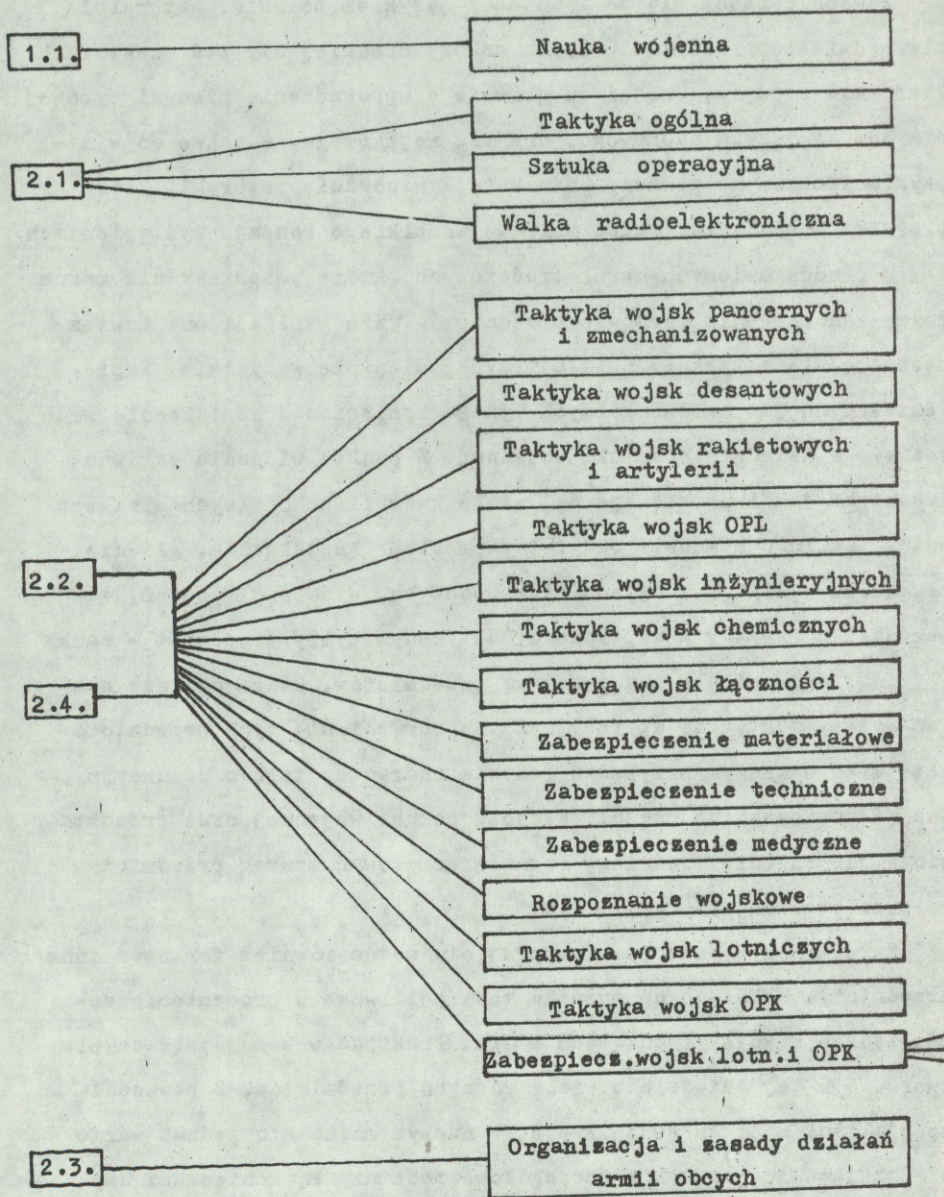 1.1.
Nauka wojenna
2.1.
Taktyka ogólna
Sztuka operacyjna
Walka radioelektroniczna
2.2.
2.4.
Taktyka wojsk pancernych
i zmechanizowanych
Taktyka wojsk desantowych
Taktyka wojsk rakietowych
i artylerii
Taktyka wojsk OPL
Taktyka wojsk inżynieryjnych
Taktyka wojsk chemicznych
Taktyka wojsk łączności
Zabezpieczenie materiałowe
Zabezpieczenie techniczne
Zabezpieczenie medyczne
Rozpoznanie wojskowe
Taktyka wojsk lotniczych
Taktyka wojsk OPK
Zabezpiecz.wojsk lotn.i OPK
2.3.
Organizacja i zasady działań
armii obcych